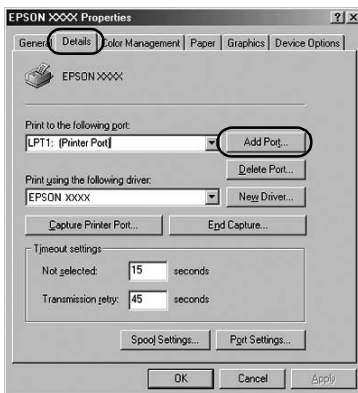 EPSON XXXX Properties ? X
General Details Color Management Paper Graphics Device Options
EPSON XXXX
Print to the following port:
LPT1: (Printer Port) Add Port...
Delete Port...
Print using the following driver:
EPSON XXXX New Driver...
Capture Printer Port... End Capture...
Timeout settings
Not selected: 15 seconds
Transmission retry: 45 seconds
Spool Settings... Port Settings...
OK Cancel Apply